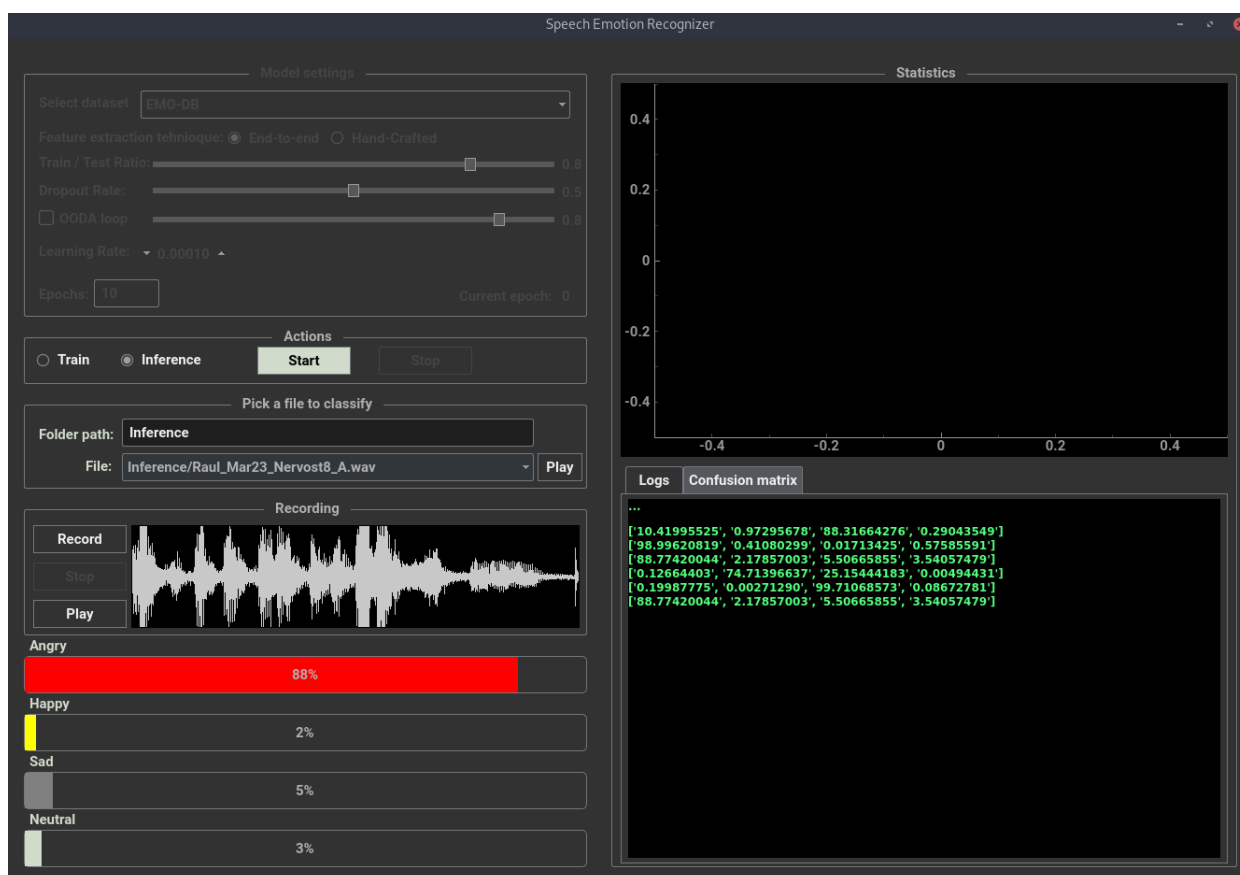 Speech Emotion Recognizer
Model settings
Select dataset EMO-DB
Feature extraction tehnioque: End-to-end Hand-Crafted
Train / Test Ratio: 0.8
Dropout Rate: 0.5
OODA loop 0.8
Learning Rate: 0.00010
Epochs: 10 Current epoch: 0
Actions
Train Inference Start Stop
Pick a file to classify
Folder path: Inference
File: Inference/Raul_Mar23_Nervost8_A.wav Play
Recording
Record
Stop
Play
Angry
88%
Happy
2%
Sad
5%
Neutral
3%
Statistics
0.4
0.2
0
-0.2
-0.4
-0.4 -0.2 0 0.2 0.4
Logs Confusion matrix
...
['10.41995525', '0.97295678', '88.31664276', '0.29043549']
['98.99620819', '0.41080299', '0.01713425', '0.57585591']
['88.77420044', '2.17857003', '5.50665855', '3.54057479']
['0.12664403', '74.71396637', '25.15444183', '0.00494431']
['0.19987775', '0.00271290', '99.71068573', '0.08672781']
['88.77420044', '2.17857003', '5.50665855', '3.54057479']